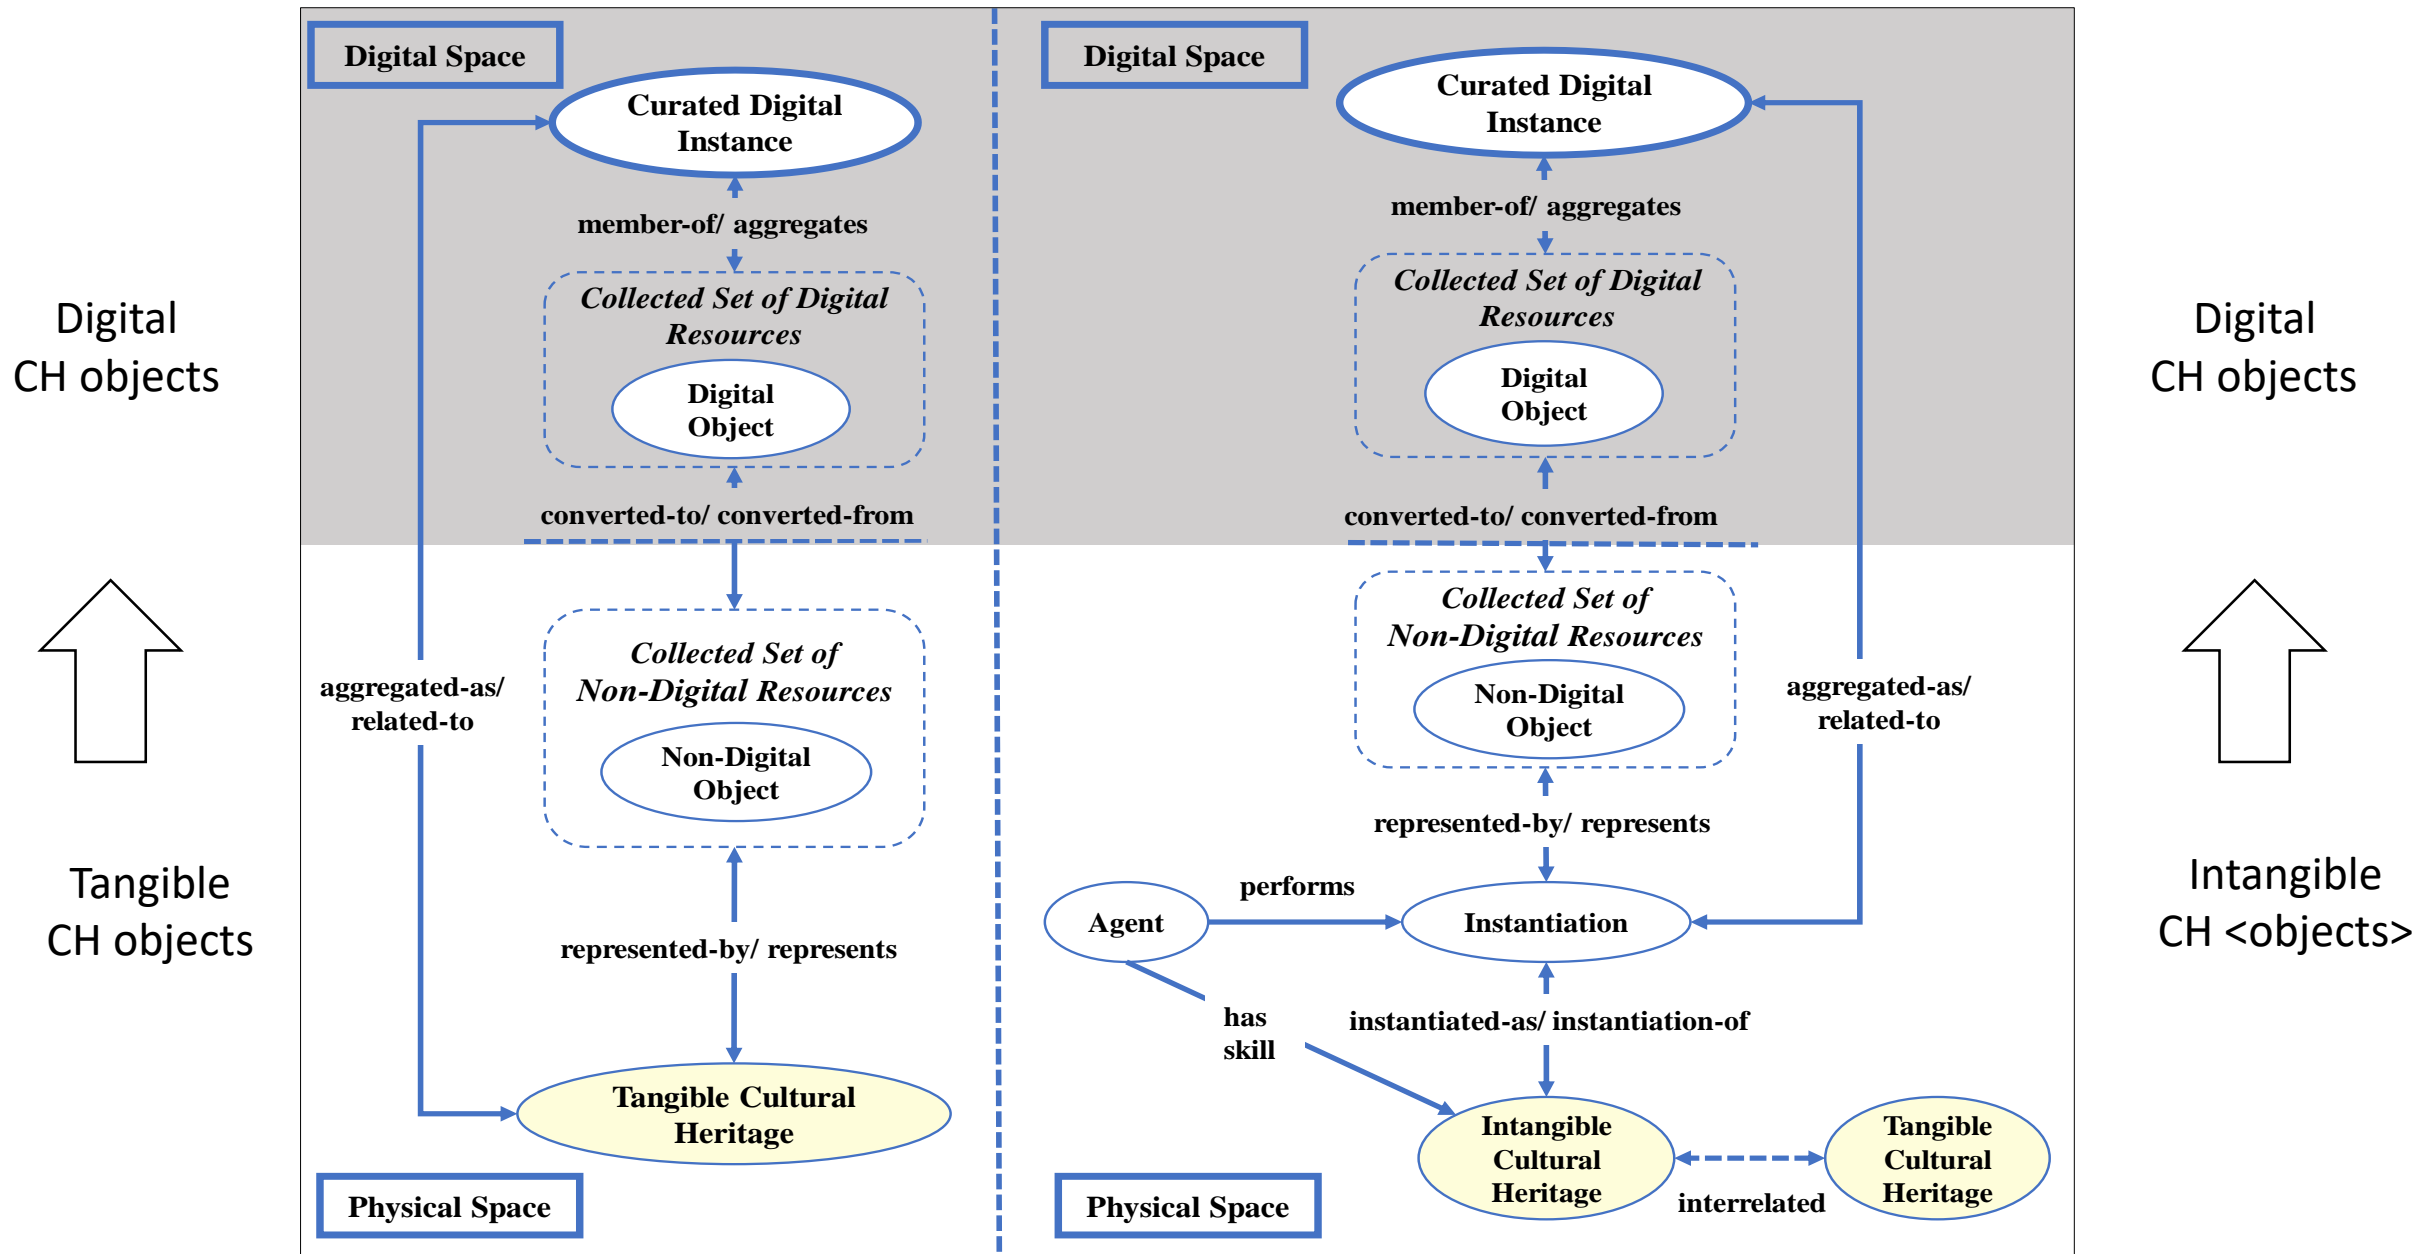 Digital
CH objects
Tangible
CH objects
Digital Space
Curated Digital
Instance
member-of/ aggregates
Collected Set of Digital
Resources
Digital
Object
converted-to/ converted-from
Collected Set of
Non-Digital Resources
Non-Digital
Object
aggregated-as/
related-to
represented-by/ represents
Tangible Cultural
Heritage
Physical Space
Digital Space
Curated Digital
Instance
member-of/ aggregates
Collected Set of Digital
Resources
Digital
Object
converted-to/ converted-from
Collected Set of
Non-Digital Resources
Non-Digital
Object
aggregated-as/
related-to
represented-by/ represents
performs
Agent
Instantiation
has
skill
instantiated-as/ instantiation-of
Intangible
Cultural
Heritage
interrelated
Tangible
Cultural
Heritage
Physical Space
Digital
CH objects
Intangible
CH <objects>